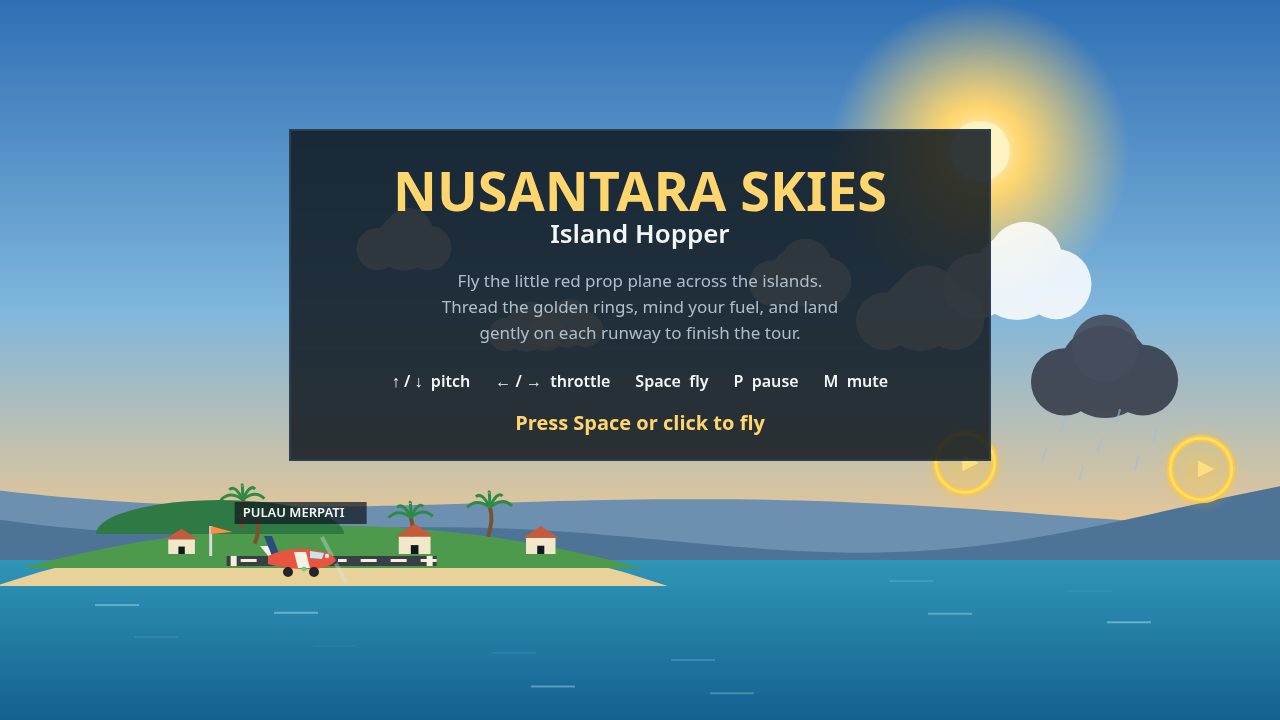 NUSANTARA SKIES
Island Hopper
Fly the little red prop plane across the islands.
Thread the golden rings, mind your fuel, and land
gently on each runway to finish the tour.
↑ / ↓ pitch ← / → throttle Space fly P pause M mute
Press Space or click to fly
PULAU MERPATI